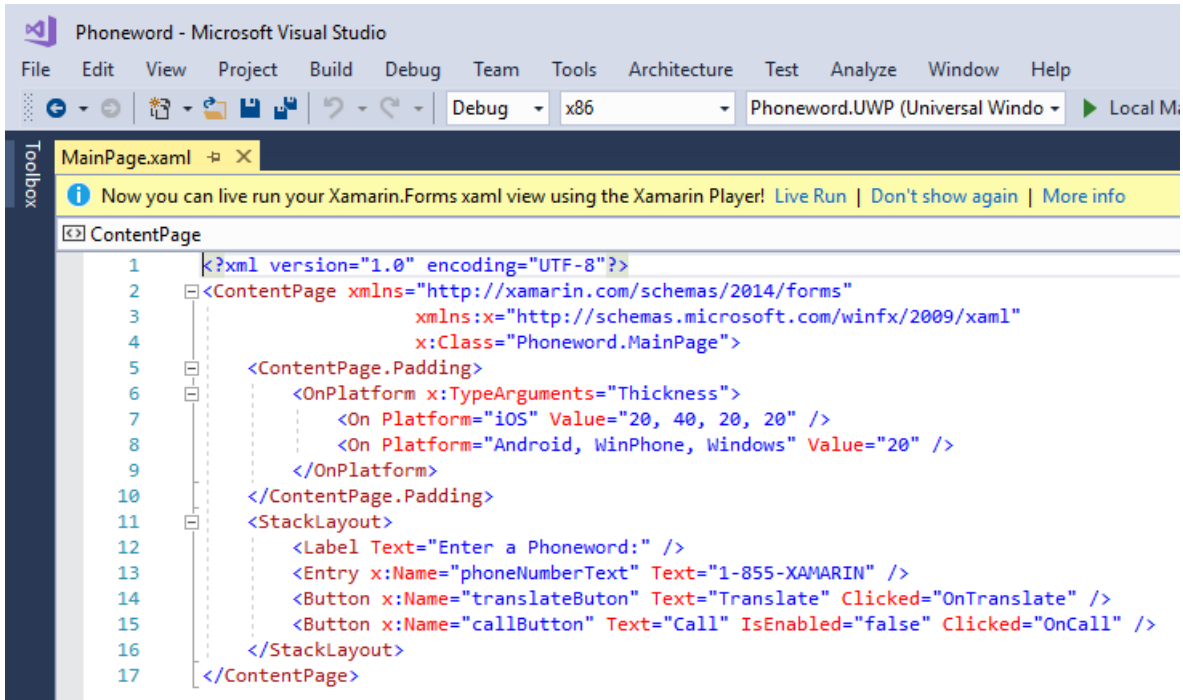 Phoneword - Microsoft Visual Studio
File Edit View Project Build Debug Team Tools Architecture Test Analyze Window Help
Debug x86 Phoneword.UWP (Universal Windo Local Ma
Toolbox
MainPage.xaml
Now you can live run your Xamarin.Forms xaml view using the Xamarin Player! Live Run | Don't show again | More info
ContentPage
1 <?xml version="1.0" encoding="UTF-8"?>
2 <ContentPage xmlns="http://xamarin.com/schemas/2014/forms"
3 xmlns:x="http://schemas.microsoft.com/winfx/2009/xaml"
4 x:Class="Phoneword.MainPage">
5 <ContentPage.Padding>
6 <OnPlatform x:TypeArguments="Thickness">
7 <On Platform="iOS" Value="20, 40, 20, 20" />
8 <On Platform="Android, WinPhone, Windows" Value="20" />
9 </OnPlatform>
10 </ContentPage.Padding>
11 <StackLayout>
12 <Label Text="Enter a Phoneword:" />
13 <Entry x:Name="phoneNumberText" Text="1-855-XAMARIN" />
14 <Button x:Name="translateButon" Text="Translate" Clicked="OnTranslate" />
15 <Button x:Name="callButton" Text="Call" IsEnabled="false" Clicked="OnCall" />
16 </StackLayout>
17 </ContentPage>